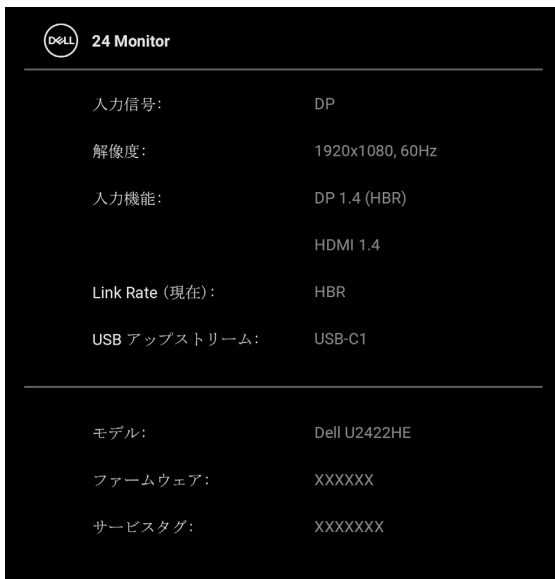 DELL 24 Monitor
入力信号: DP
解像度: 1920x1080, 60Hz
入力機能: DP 1.4 (HBR)
HDMI 1.4
Link Rate (現在): HBR
USB アップストリーム: USB-C1
モデル: Dell U2422HE
ファームウェア: XXXXXX
サービスタグ: XXXXXXX